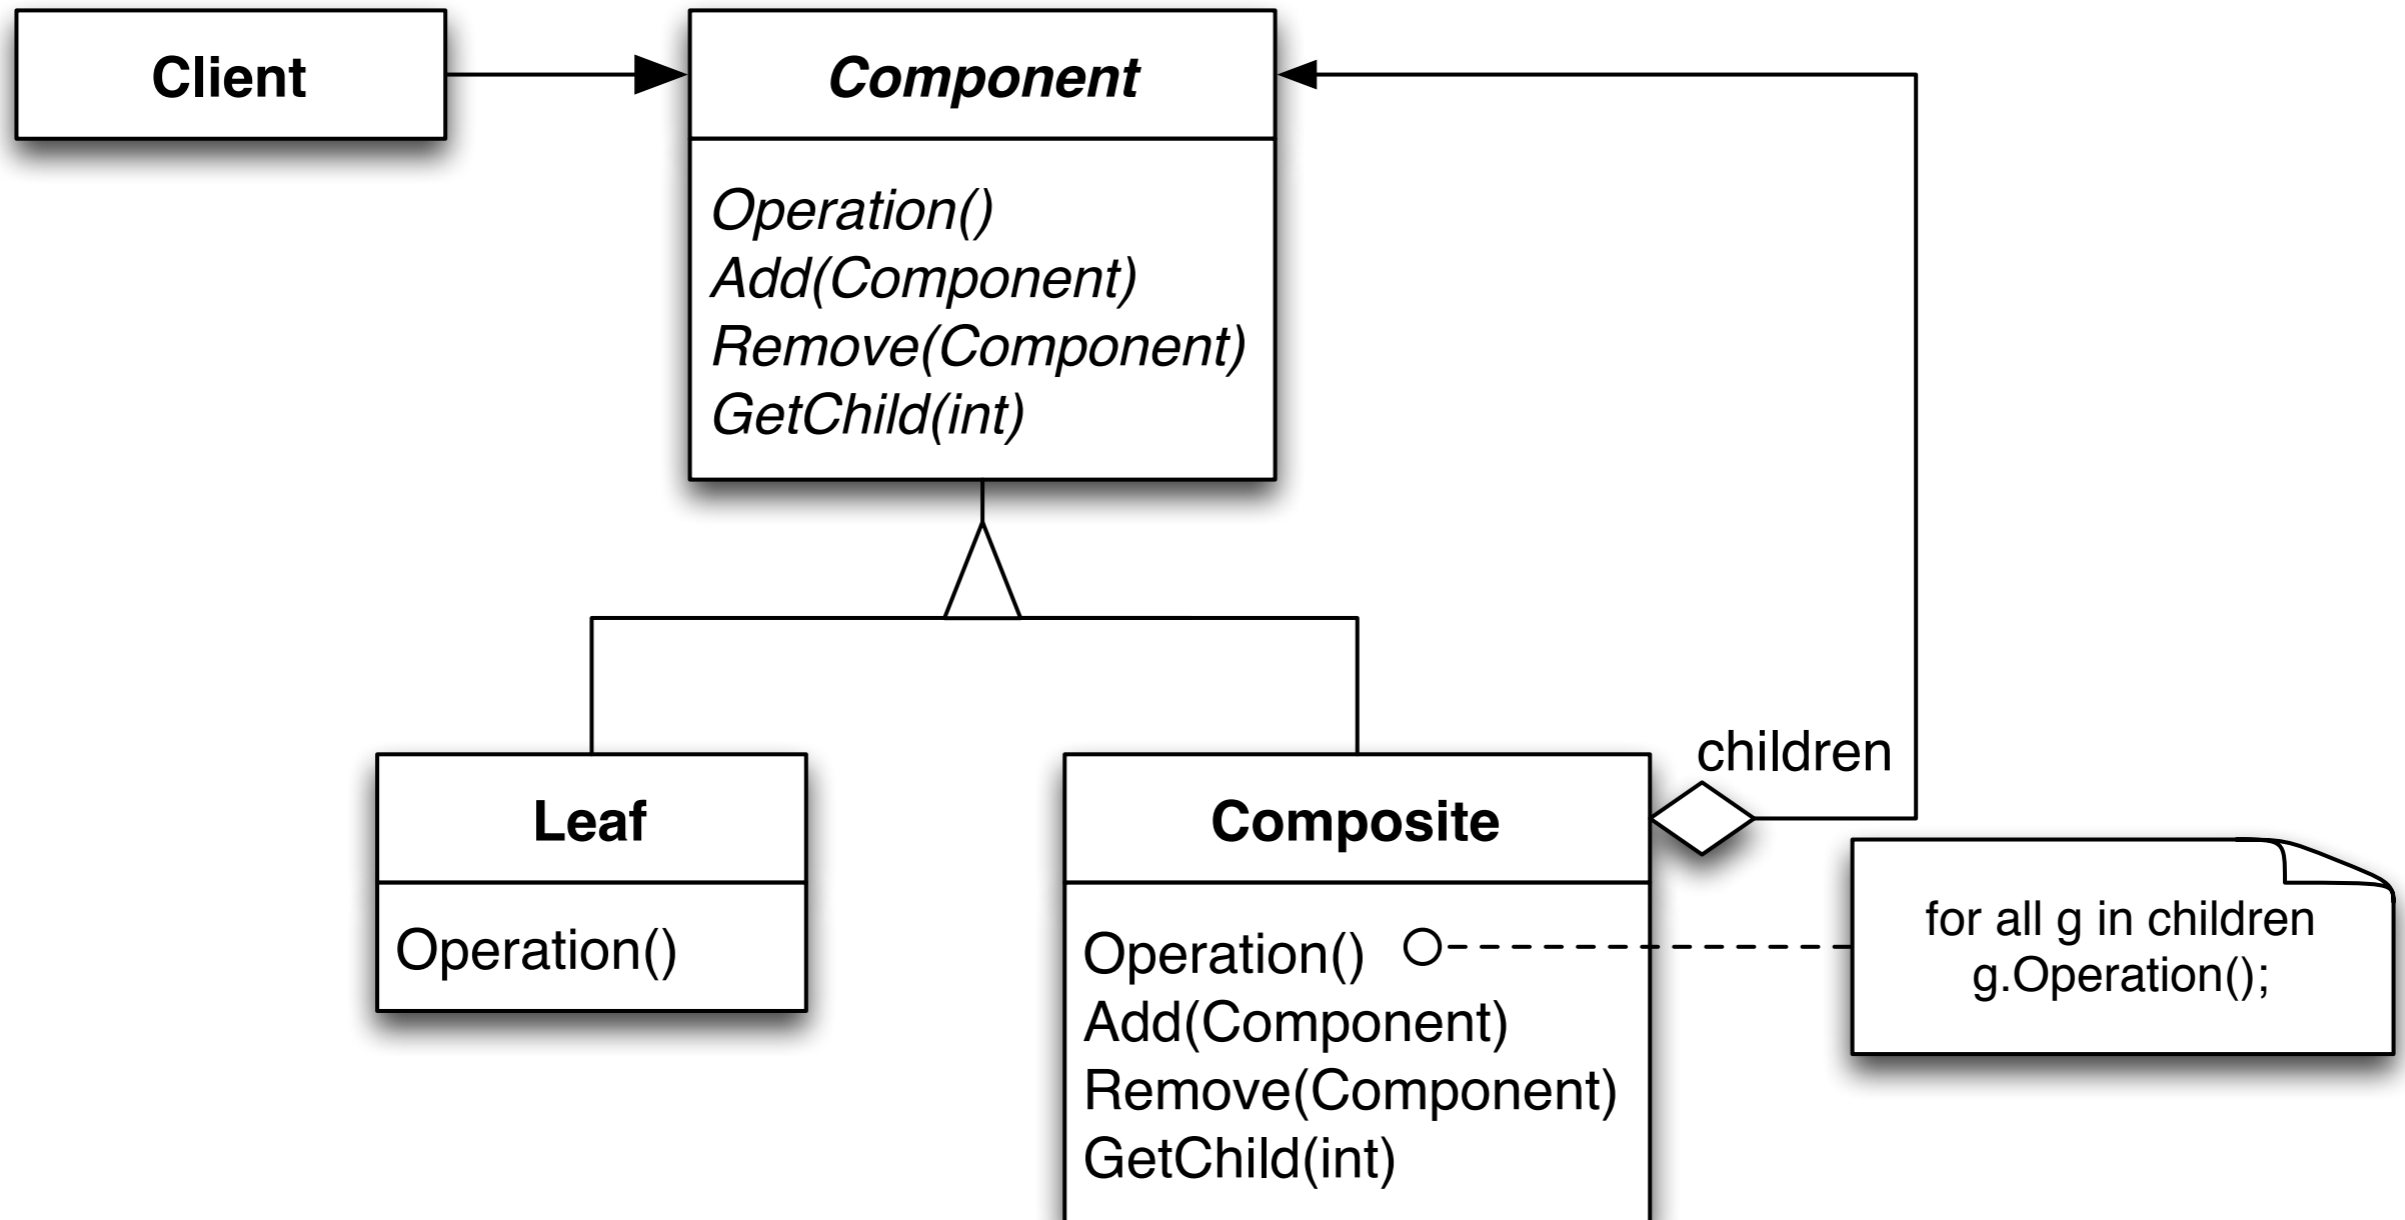 Client
Component
Operation()
Add(Component)
Remove(Component)
GetChild(int)
children
Leaf
Operation()
Composite
Operation()
Add(Component)
Remove(Component)
GetChild(int)
for all g in children
g.Operation();